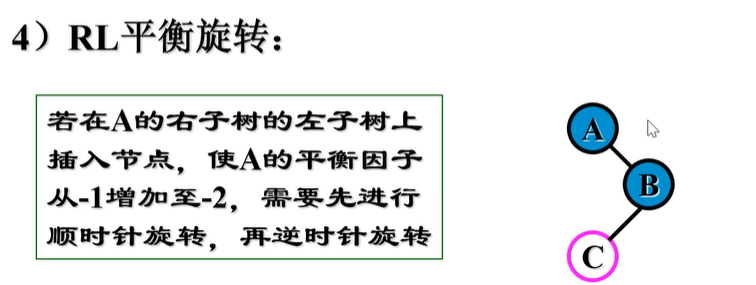 4）RL平衡旋转：
若在A的右子树的左子树上
插入节点，使A的平衡因子
从-1增加至-2，需要先进行
顺时针旋转，再逆时针旋转
A
B
C